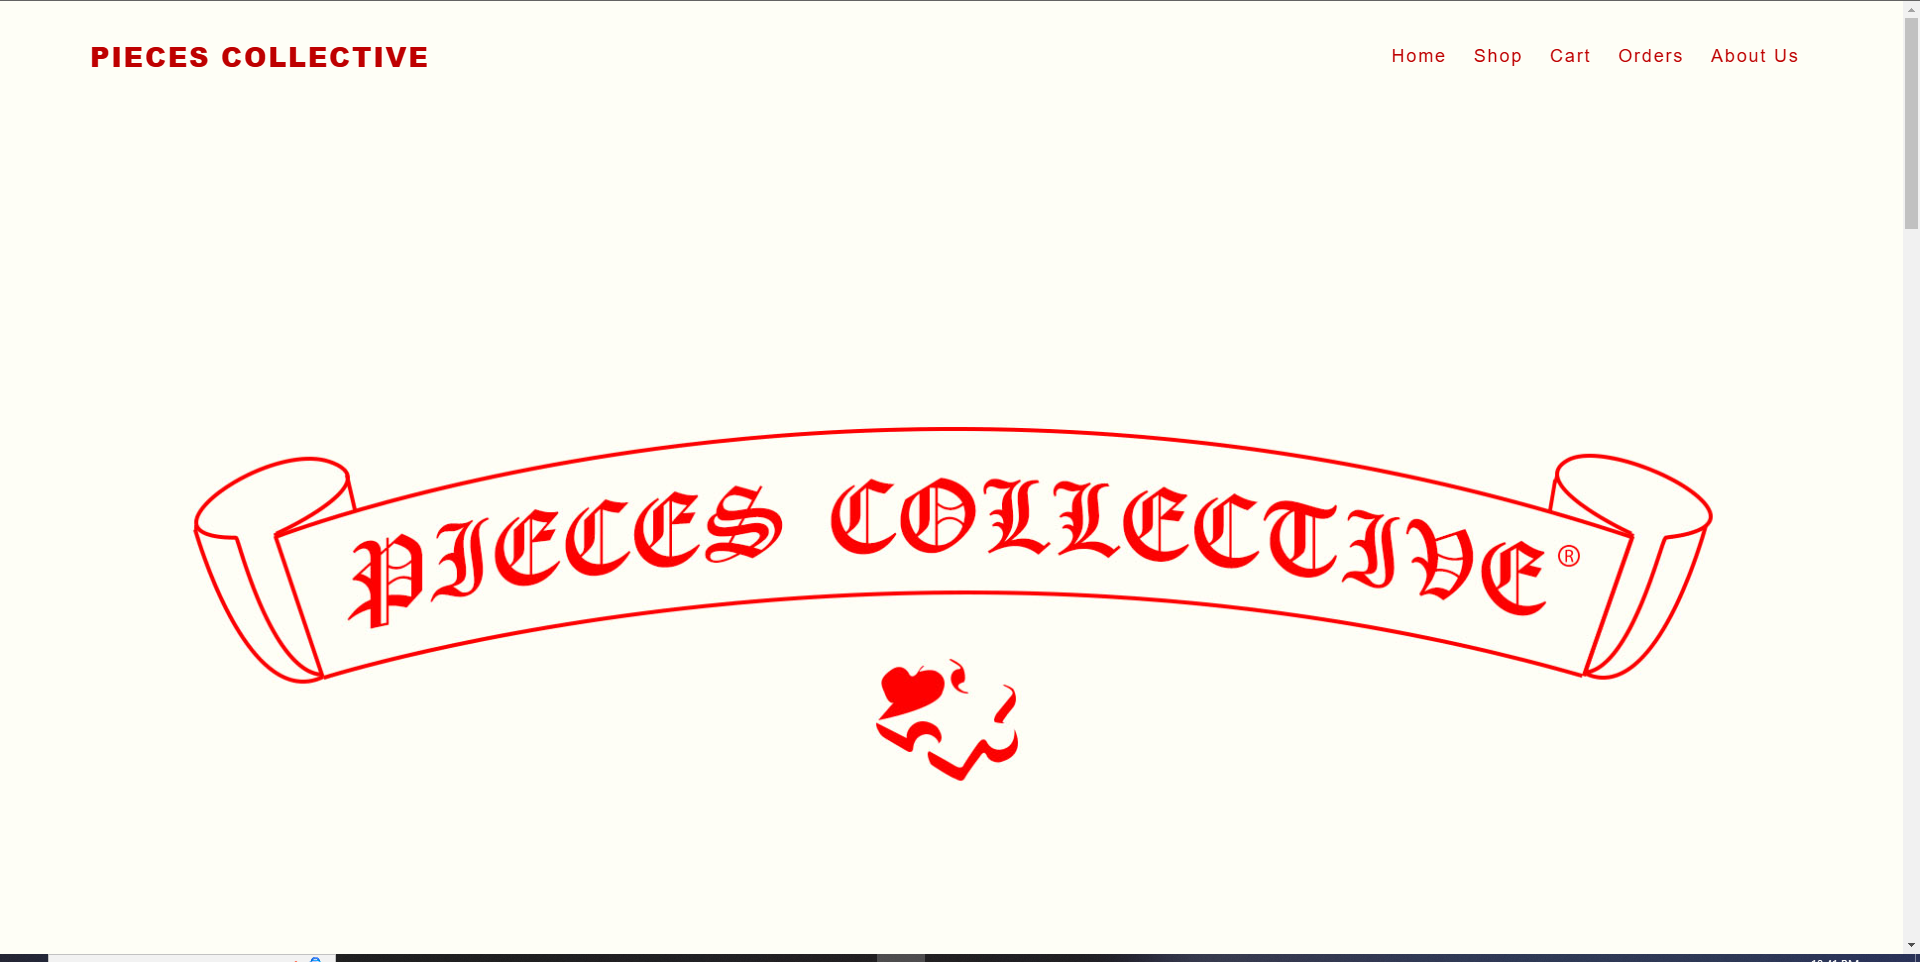 PIECES COLLECTIVE
Home Shop Cart Orders About Us
PIECES COLLECTIVE®